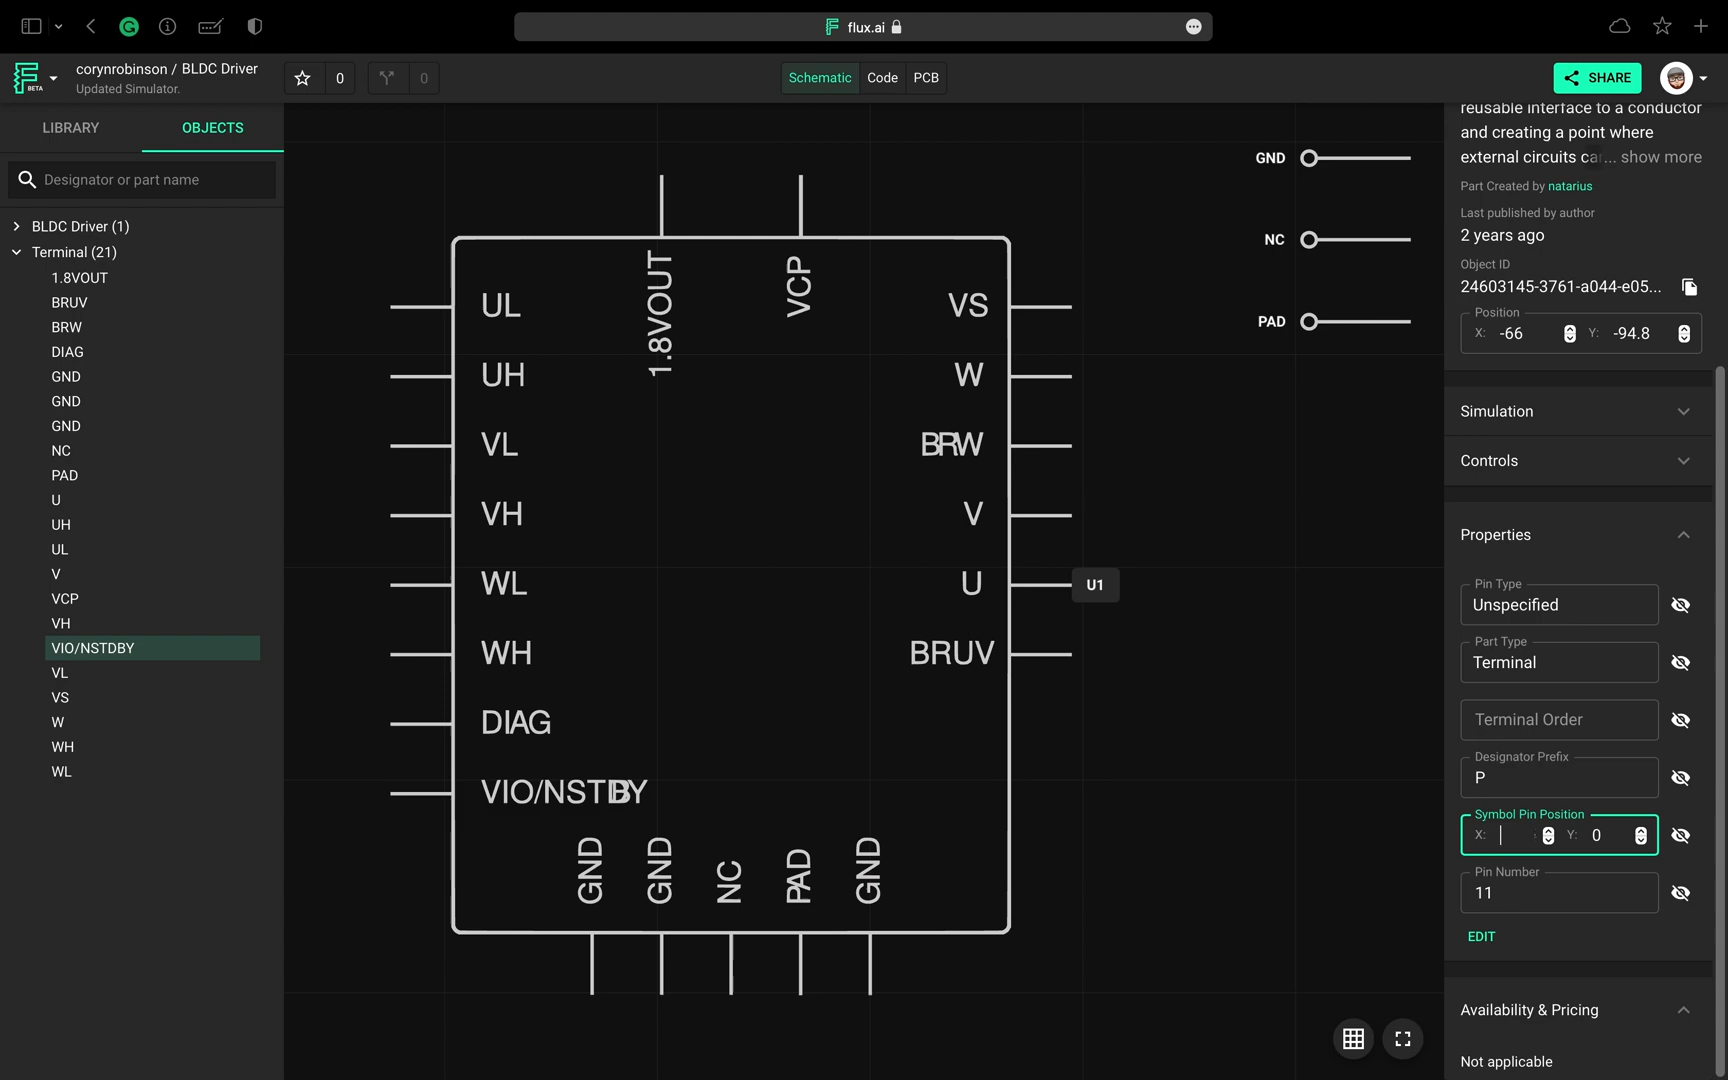 flux.ai
BETA
corynrobinson / BLDC Driver
Updated Simulator.
0
0
Schematic
Code
PCB
SHARE
LIBRARY
OBJECTS
Designator or part name
BLDC Driver (1)
Terminal (21)
1.8VOUT
BRUV
BRW
DIAG
GND
GND
GND
NC
PAD
U
UH
UL
V
VCP
VH
VIO/NSTDBY
VL
VS
W
WH
WL
1.8VOUT
VCP
UL
UH
VL
VH
WL
WH
DIAG
VIO/NSTDBY
VS
W
BRW
V
U
BRUV
U1
GND
GND
NC
PAD
GND
GND
NC
PAD
reusable interface to a conductor
and creating a point where
external circuits ca... show more
Part Created by natarius
Last published by author
2 years ago
Object ID
24603145-3761-a044-e05...
Position
X: -66 Y: -94.8
Simulation
Controls
Properties
Pin Type
Unspecified
Part Type
Terminal
Terminal Order
Designator Prefix
P
Symbol Pin Position
X: Y: 0
Pin Number
11
EDIT
Availability & Pricing
Not applicable